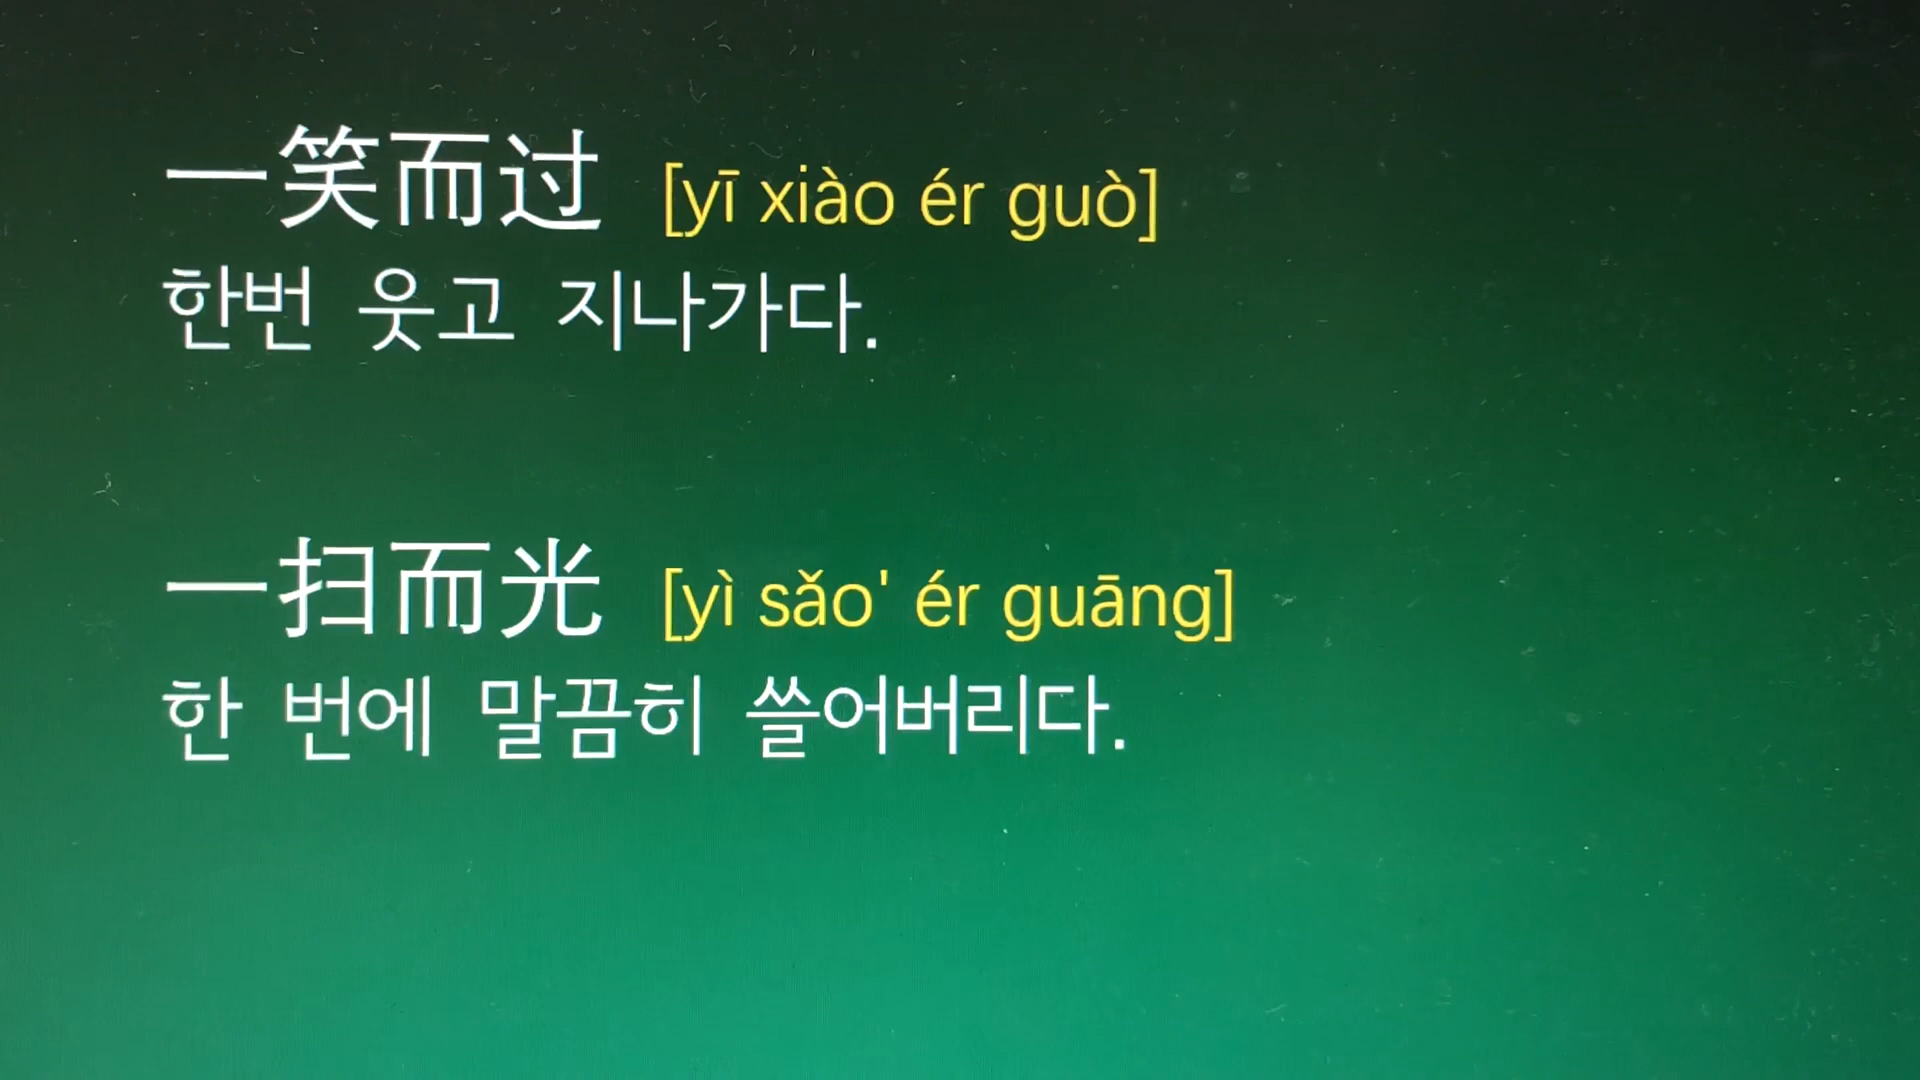 一笑而过 [yī xiào ér guò]
한번 웃고 지나가다.
一扫而光 [yì sǎo' ér guāng]
한 번에 말끔히 쓸어버리다.